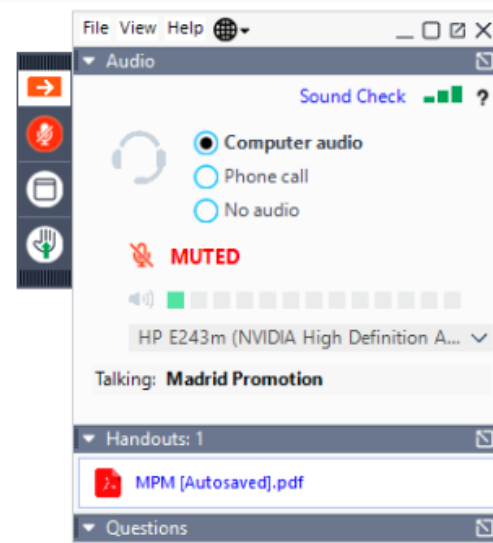 File View Help
Audio
Sound Check ?
Computer audio
Phone call
No audio
MUTED
HP E243m (NVIDIA High Definition A...
Talking: Madrid Promotion
Handouts: 1
MPM [Autosaved].pdf
Questions